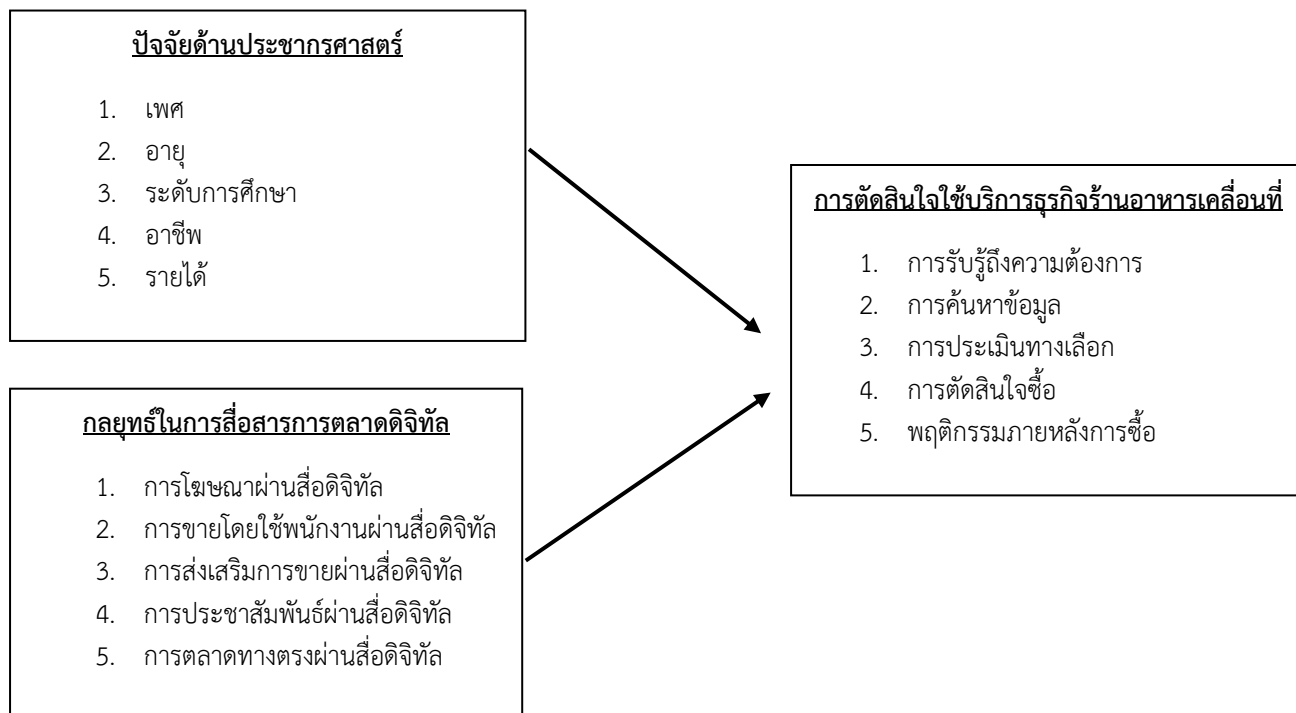 ปัจจัยด้านประชากรศาสตร์
1. เพศ
2. อายุ
3. ระดับการศึกษา
4. อาชีพ
5. รายได้
กลยุทธ์ในการสื่อสารการตลาดดิจิทัล
1. การโฆษณาผ่านสื่อดิจิทัล
2. การขายโดยใช้พนักงานผ่านสื่อดิจิทัล
3. การส่งเสริมการขายผ่านสื่อดิจิทัล
4. การประชาสัมพันธ์ผ่านสื่อดิจิทัล
5. การตลาดทางตรงผ่านสื่อดิจิทัล
การตัดสินใจใช้บริการธุรกิจร้านอาหารเคลื่อนที่
1. การรับรู้ถึงความต้องการ
2. การค้นหาข้อมูล
3. การประเมินทางเลือก
4. การตัดสินใจซื้อ
5. พฤติกรรมภายหลังการซื้อ